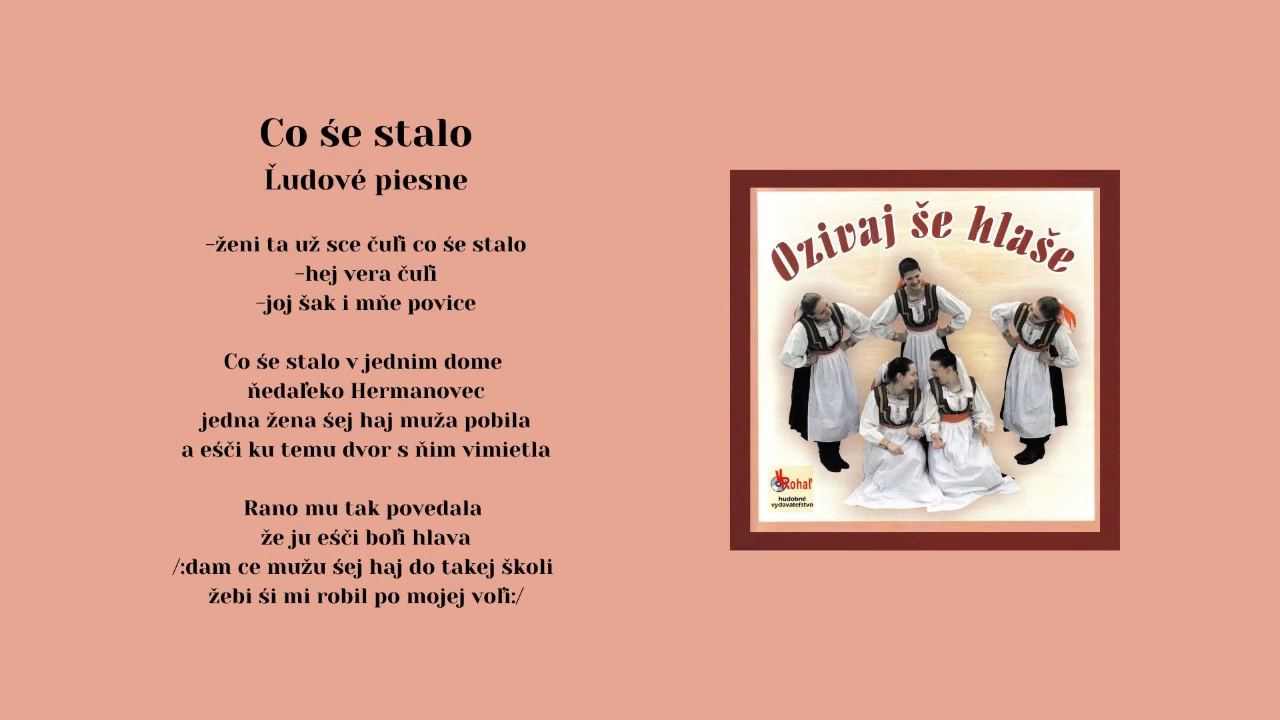 Co śe stalo
Ľudové piesne
-ženi ta už sce čuľi co śe stalo
-hej vera čuľi
-joj šak i mňe povice
Co śe stalo v jednim dome
ňedaľeko Hermanovec
jedna žena śej haj muža pobila
a eśči ku temu dvor s ňim vimietla
Rano mu tak povedala
že ju eśči boľi hlava
/:dam ce mužu śej haj do takej školi
žebi śi mi robil po mojej voľi:/
Ozivaj še hlaše
Rohaľ
hudobné
vydavateľstvo